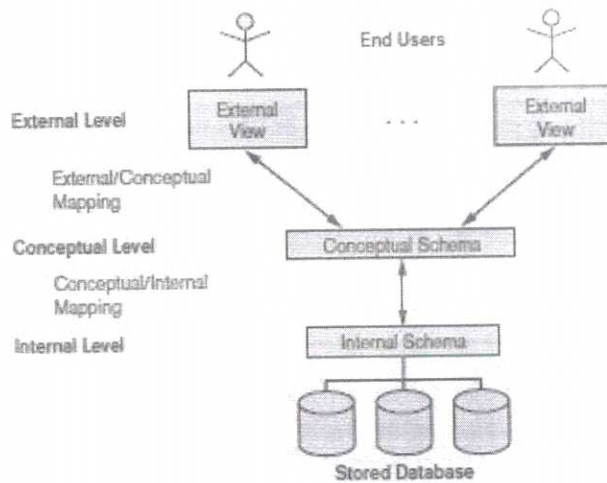 End Users
External Level
External
View
. . .
External
View
External/Conceptual
Mapping
Conceptual Level
Conceptual Schema
Conceptual/Internal
Mapping
Internal Level
Internal Schema
Stored Database